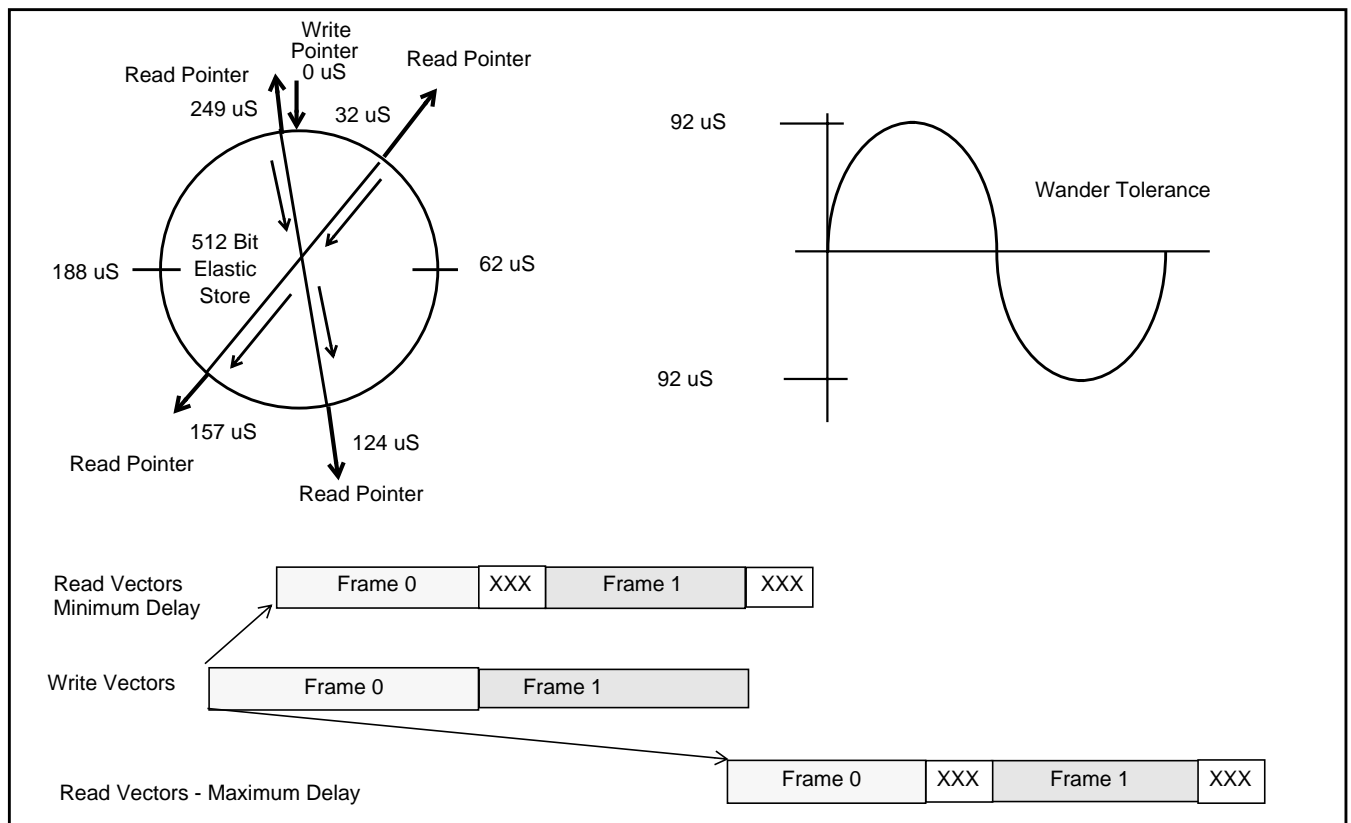 Write
Pointer
0 uS
Read Pointer
Read Pointer
249 uS
32 uS
512 Bit
Elastic
Store
188 uS
62 uS
157 uS
124 uS
Read Pointer
Read Pointer
92 uS
Wander Tolerance
92 uS
Read Vectors
Minimum Delay
Frame 0 XXX Frame 1 XXX
Write Vectors
Frame 0 Frame 1
Read Vectors - Maximum Delay
Frame 0 XXX Frame 1 XXX